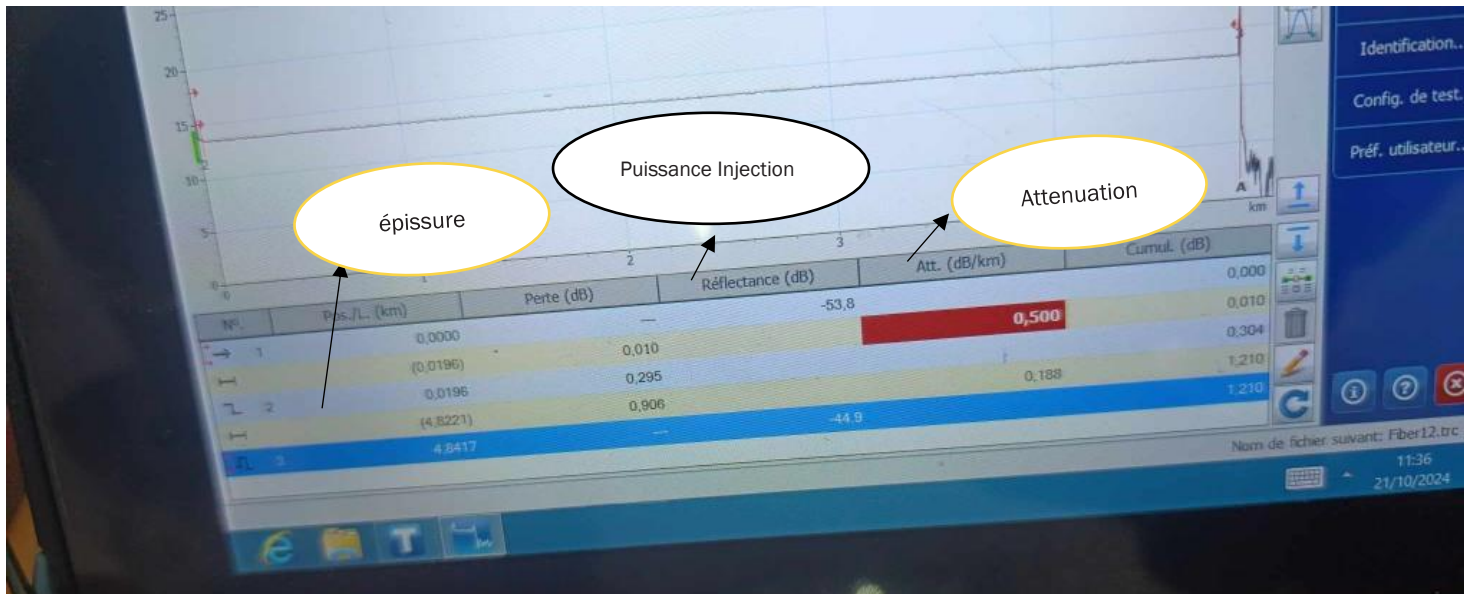 25
20
Identification..
Config. de test.
15
Préf. utilisateur..
Puissance Injection
10
Attenuation
A
épissure
km
5
3
2
0
0
1
Nº. Pos./L. (km) Perte (dB) Réflectance (dB) Att. (dB/km) Cumul. (dB)
1 0,0000 --- -53,8 0,000
(0,0196) 0,010 0,500 0,010
2 0,0196 0,295 0,304
(4,8221) 0,906 0,188 1,210
3 4,8417 --- -44,9 1,210
Nom de fichier suivant: Fiber12.trc
11:36
21/10/2024